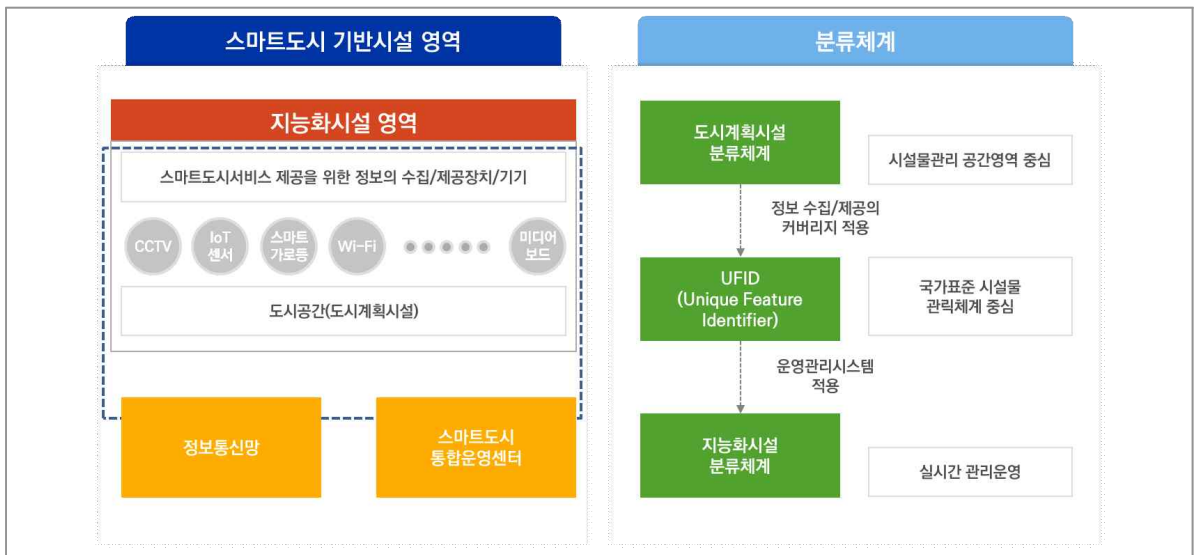 스마트도시 기반시설 영역
지능화시설 영역
스마트도시서비스 제공을 위한 정보의 수집/제공장치/기기
CCTV
IoT
센서
스마트
가로등
Wi-Fi
미디어
보드
도시공간(도시계획시설)
정보통신망
스마트도시
통합운영센터
분류체계
도시계획시설
분류체계
시설물관리 공간영역 중심
정보 수집/제공의
커버리지 적용
UFID
(Unique Feature
Identifier)
국가표준 시설물
관릭체계 중심
운영관리시스템
적용
지능화시설
분류체계
실시간 관리운영